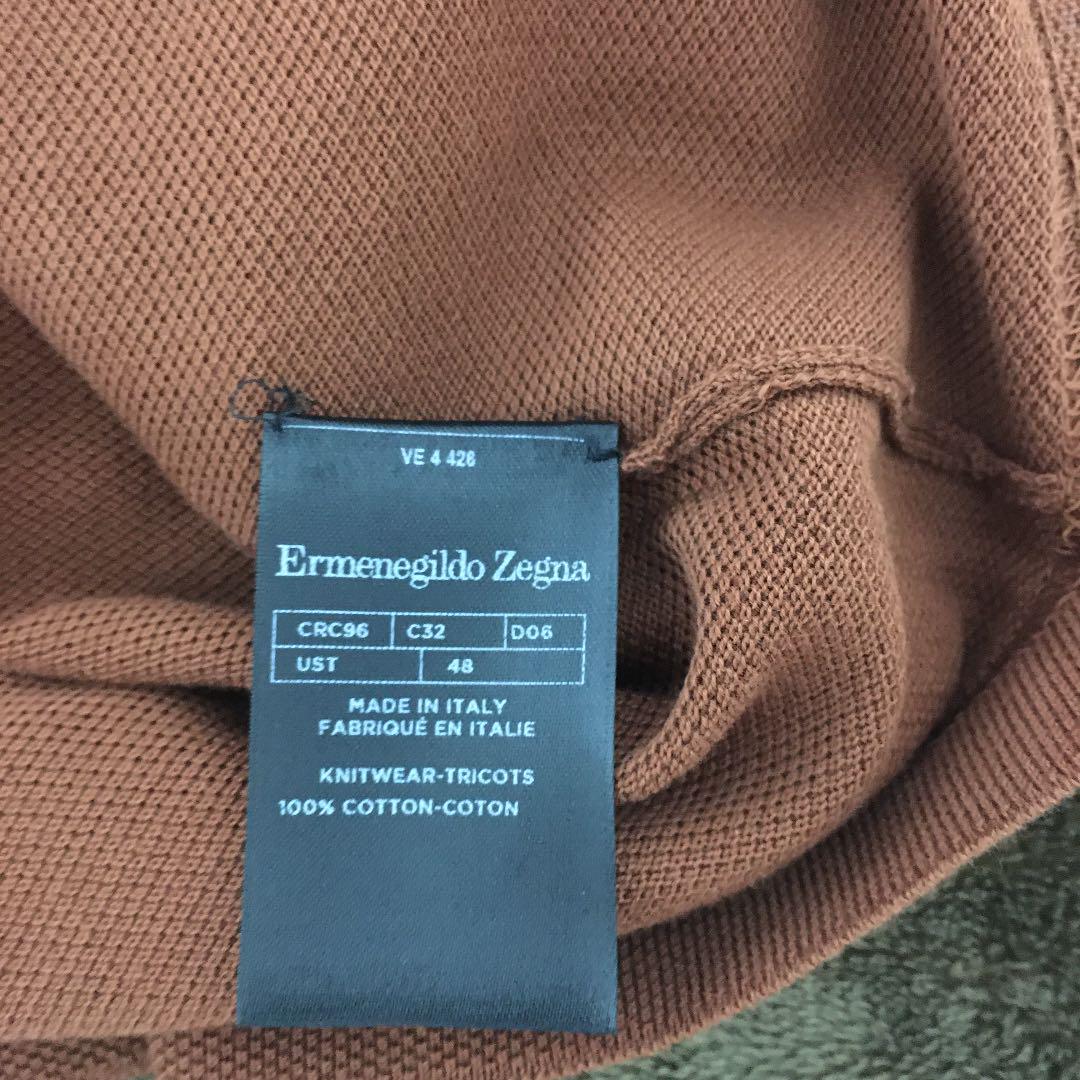 VE 4 428
Ermenegildo Zegna
CRC96 C32 D06
UST 48
MADE IN ITALY
FABRIQUÉ EN ITALIE
KNITWEAR-TRICOTS
100% COTTON-COTON